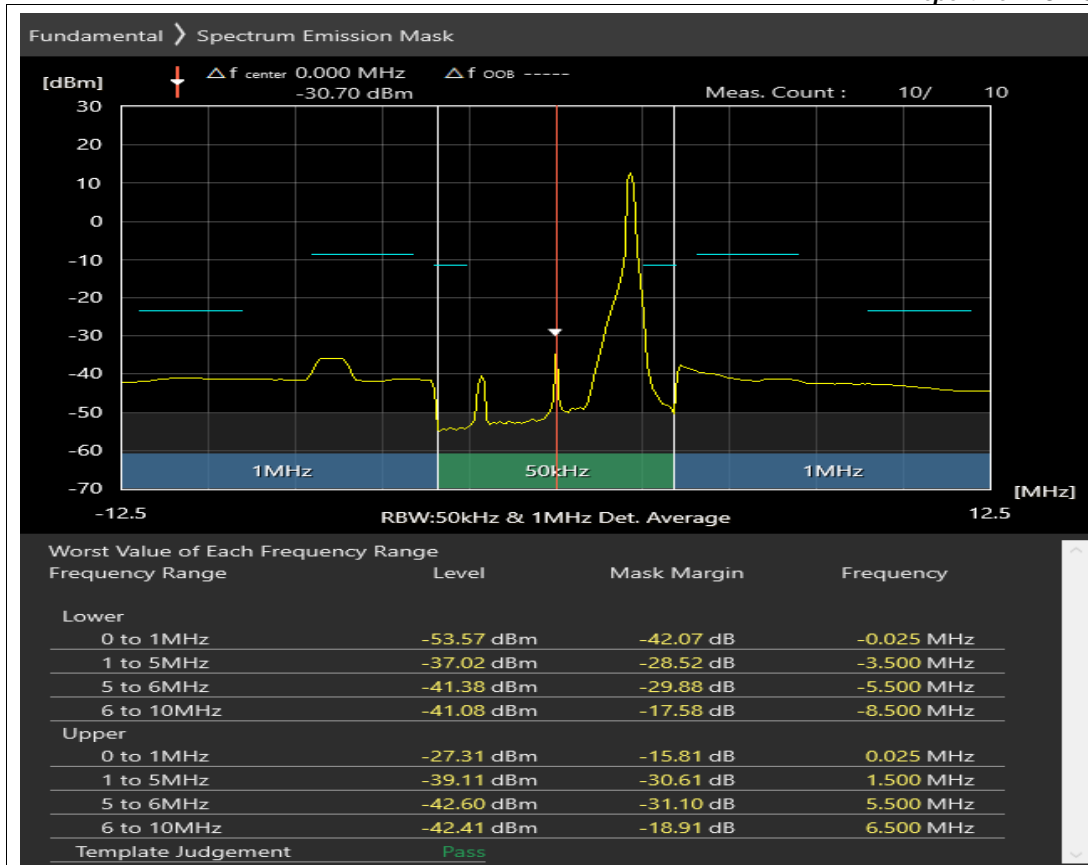 Fundamental ❯ Spectrum Emission Mask
[dBm] △f center 0.000 MHz △f OOB -----
-30.70 dBm Meas. Count : 10/ 10
30
20
10
0
-10
-20
-30
-40
-50
-60
1MHz 50kHz 1MHz
-70
[MHz]
-12.5 RBW:50kHz & 1MHz Det. Average 12.5
Worst Value of Each Frequency Range
Frequency Range Level Mask Margin Frequency
Lower
0 to 1MHz -53.57 dBm -42.07 dB -0.025 MHz
1 to 5MHz -37.02 dBm -28.52 dB -3.500 MHz
5 to 6MHz -41.38 dBm -29.88 dB -5.500 MHz
6 to 10MHz -41.08 dBm -17.58 dB -8.500 MHz
Upper
0 to 1MHz -27.31 dBm -15.81 dB 0.025 MHz
1 to 5MHz -39.11 dBm -30.61 dB 1.500 MHz
5 to 6MHz -42.60 dBm -31.10 dB 5.500 MHz
6 to 10MHz -42.41 dBm -18.91 dB 6.500 MHz
Template Judgement Pass